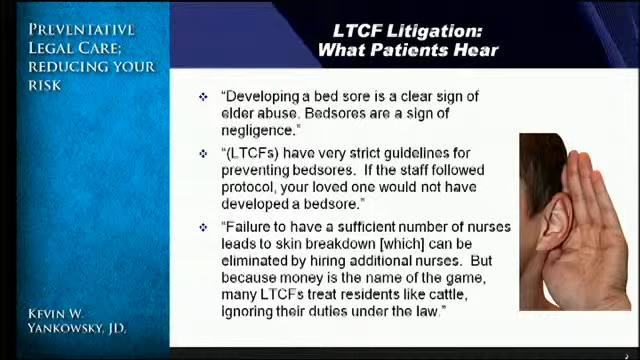 PREVENTATIVE
LEGAL CARE;
REDUCING YOUR
RISK
LTCF Litigation:
What Patients Hear
"Developing a bed sore is a clear sign of
elder abuse. Bedsores are a sign of
negligence."
"(LTCFs) have very strict guidelines for
preventing bedsores. If the staff followed
protocol, your loved one would not have
developed a bedsore."
"Failure to have a sufficient number of nurses
leads to skin breakdown [which] can be
eliminated by hiring additional nurses. But
because money is the name of the game,
many LTCFs treat residents like cattle,
ignoring their duties under the law."
KEVIN W.
YANKOWSKY, JD.